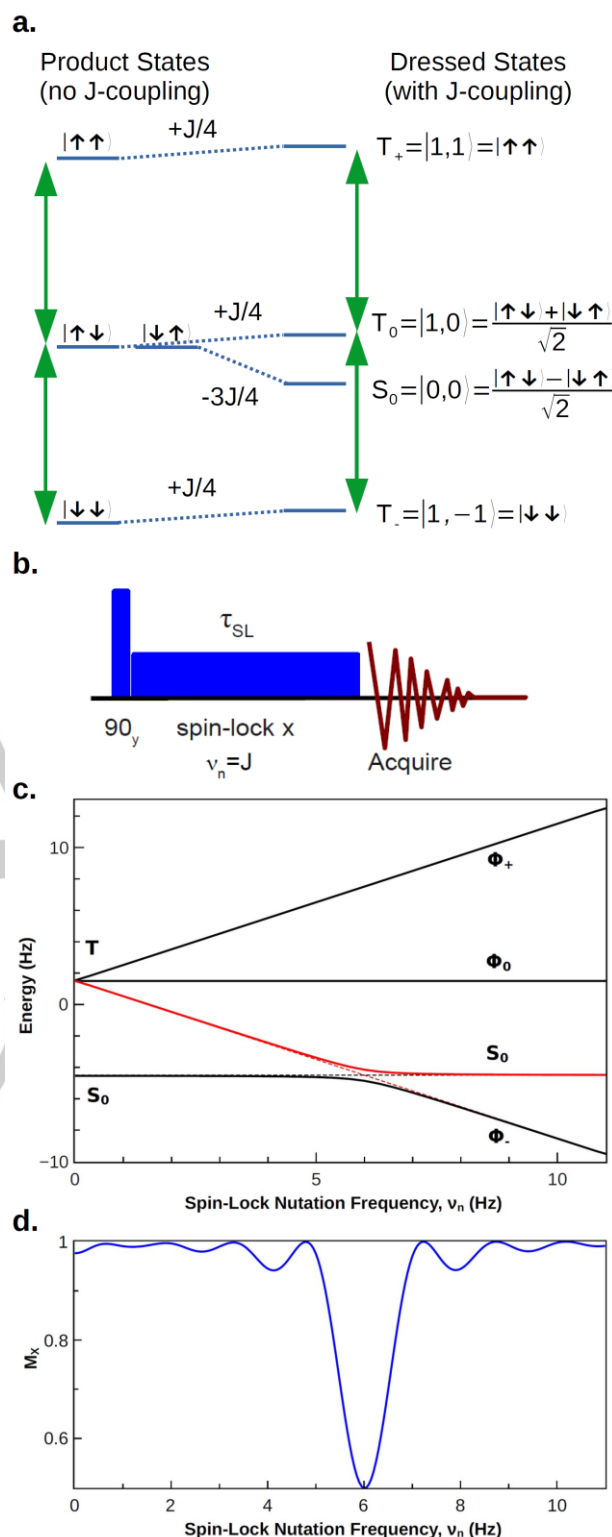 a.
Product States
(no J-coupling)
Dressed States
(with J-coupling)
|↑↑⟩
+J/4
T₊=|1,1⟩=|↑↑⟩
|↑↓⟩ |↓↑⟩
+J/4
T₀=|1,0⟩=(|↑↓⟩+|↓↑⟩)/√2
-3J/4
S₀=|0,0⟩=(|↑↓⟩−|↓↑⟩)/√2
|↓↓⟩
+J/4
T₋=|1,−1⟩=|↓↓⟩
b.
τSL
90y
spin-lock x
νn=J
Acquire
c.
Energy (Hz)
10
0
−10
T
S₀
Φ₊
Φ₀
S₀
Φ₋
0 5 10
Spin-Lock Nutation Frequency, νn (Hz)
d.
Mx
1
0.8
0.6
0 2 4 6 8 10
Spin-Lock Nutation Frequency, νn (Hz)